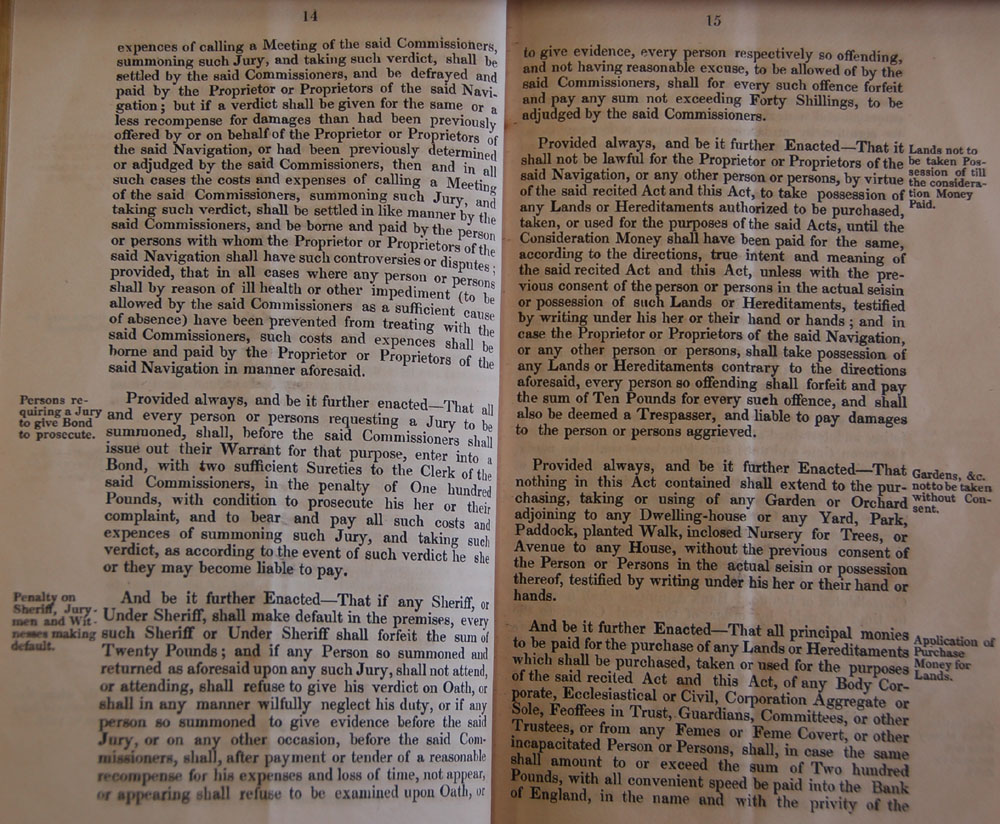 14
expences of calling a Meeting of the said Commissioners,
summoning such Jury, and taking such verdict, shall be
settled by the said Commissioners, and be defrayed and
paid by the Proprietor or Proprietors of the said Navi-
gation; but if a verdict shall be given for the same or a
less recompense for damages than had been previously
offered by or on behalf of the Proprietor or Proprietors of
the said Navigation, or had been previously determined
or adjudged by the said Commissioners, then and in all
such cases the costs and expenses of calling a Meeting
of the said Commissioners, summoning such Jury, and
taking such verdict, shall be settled in like manner by the
said Commissioners, and be borne and paid by the person
or persons with whom the Proprietor or Proprietors of the
said Navigation shall have such controversies or disputes;
provided, that in all cases where any person or persons
shall by reason of ill health or other impediment (to be
allowed by the said Commissioners as a sufficient cause
of absence) have been prevented from treating with the
said Commissioners, such costs and expences shall be
borne and paid by the Proprietor or Proprietors of the
said Navigation in manner aforesaid.
Persons re-
quiring a Jury
to give Bond
to prosecute.
Provided always, and be it further enacted—That all
and every person or persons requesting a Jury to be
summoned, shall, before the said Commissioners shall
issue out their Warrant for that purpose, enter into a
Bond, with two sufficient Sureties to the Clerk of the
said Commissioners, in the penalty of One hundred
Pounds, with condition to prosecute his her or their
complaint, and to bear and pay all such costs and
expences of summoning such Jury, and taking such
verdict, as according to the event of such verdict he she
or they may become liable to pay.
Penalty on
Sheriff, Jury-
men and Wit-
nesses making
default.
And be it further Enacted—That if any Sheriff, or
Under Sheriff, shall make default in the premises, every
such Sheriff or Under Sheriff shall forfeit the sum of
Twenty Pounds; and if any Person so summoned and
returned as aforesaid upon any such Jury, shall not attend,
or attending, shall refuse to give his verdict on Oath, or
shall in any manner wilfully neglect his duty, or if any
person so summoned to give evidence before the said
Jury, or on any other occasion, before the said Com-
missioners, shall, after payment or tender of a reasonable
recompense for his expenses and loss of time, not appear,
or appearing shall refuse to be examined upon Oath, or
15
to give evidence, every person respectively so offending,
and not having reasonable excuse, to be allowed of by the
said Commissioners, shall for every such offence forfeit
and pay any sum not exceeding Forty Shillings, to be
adjudged by the said Commissioners.
Provided always, and be it further Enacted—That it
shall not be lawful for the Proprietor or Proprietors of the
said Navigation, or any other person or persons, by virtue
of the said recited Act and this Act, to take possession of
any Lands or Hereditaments authorized to be purchased,
taken, or used for the purposes of the said Acts, until the
Consideration Money shall have been paid for the same,
according to the directions, true intent and meaning of
the said recited Act and this Act, unless with the pre-
vious consent of the person or persons in the actual seisin
or possession of such Lands or Hereditaments, testified
by writing under his her or their hand or hands; and in
case the Proprietor or Proprietors of the said Navigation,
or any other person or persons, shall take possession of
any Lands or Hereditaments contrary to the directions
aforesaid, every person so offending shall forfeit and pay
the sum of Ten Pounds for every such offence, and shall
also be deemed a Trespasser, and liable to pay damages
to the person or persons aggrieved.
Lands not to
be taken Pos-
session of till
the considera-
tion Money
Paid.
Provided always, and be it further Enacted—That
nothing in this Act contained shall extend to the pur-
chasing, taking or using of any Garden or Orchard
adjoining to any Dwelling-house or any Yard, Park,
Paddock, planted Walk, inclosed Nursery for Trees, or
Avenue to any House, without the previous consent of
the Person or Persons in the actual seisin or possession
thereof, testified by writing under his her or their hand or
hands.
Gardens, &c.
not to be taken
without Con-
sent.
And be it further Enacted—That all principal monies
to be paid for the purchase of any Lands or Hereditaments
which shall be purchased, taken or used for the purposes
of the said recited Act and this Act, of any Body Cor-
porate, Ecclesiastical or Civil, Corporation Aggregate or
Sole, Feoffees in Trust, Guardians, Committees, or other
Trustees, or from any Femes or Feme Covert, or other
incapacitated Person or Persons, shall, in case the same
shall amount to or exceed the sum of Two hundred
Pounds, with all convenient speed be paid into the Bank
of England, in the name and with the privity of the
Application of
Purchase
Money for
Lands.